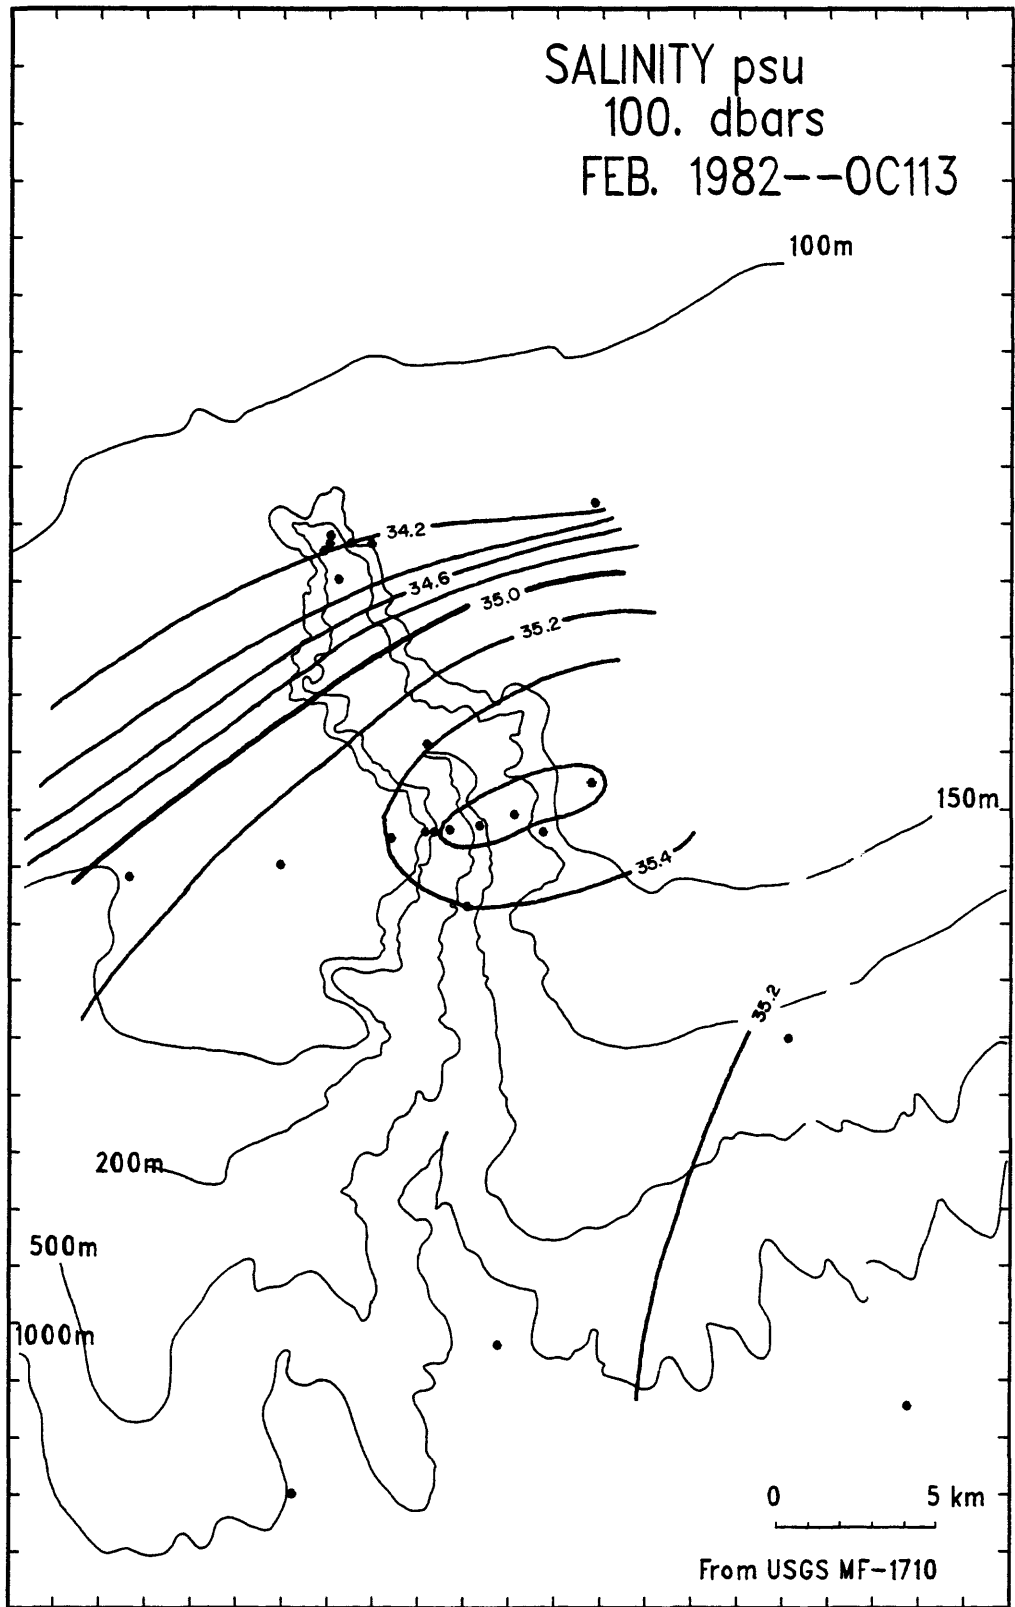 SALINITY psu
100. dbars
FEB. 1982--OC113
100m
34.2
34.6
35.0
35.2
150m
35.4
35.2
200m
500m
1000m
0 5 km
From USGS MF-1710